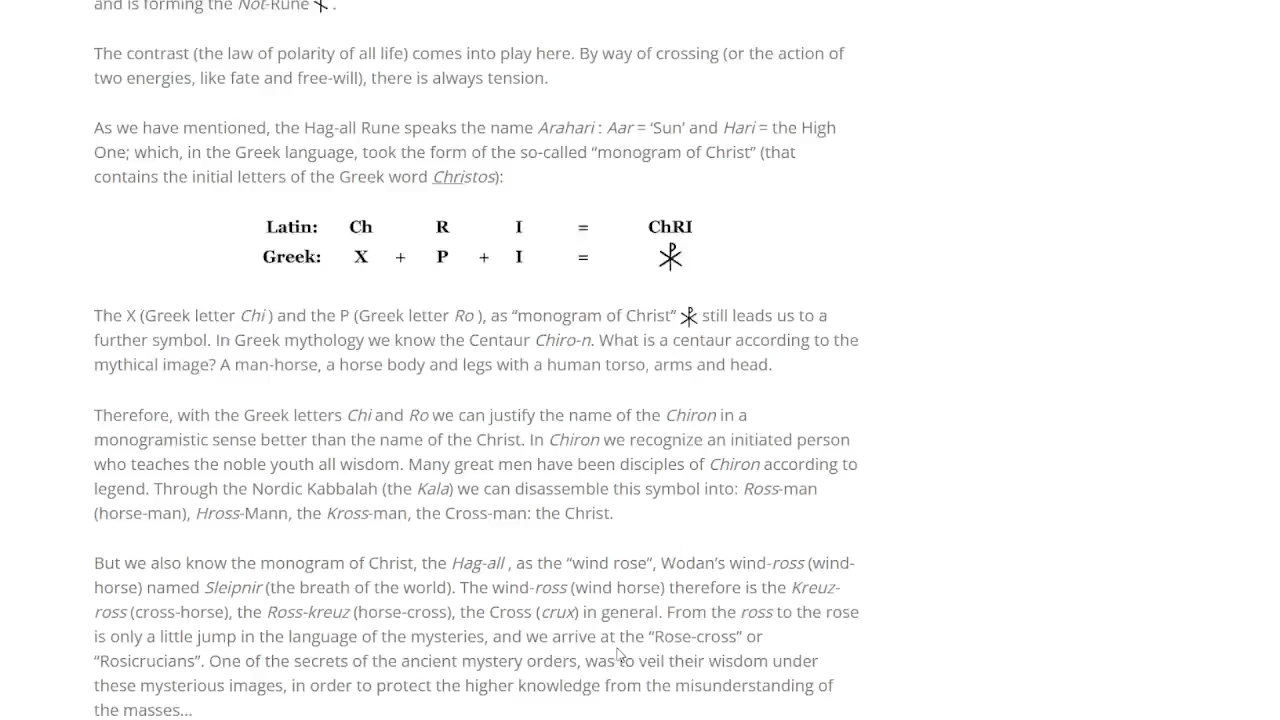 and is forming the Not-Rune .
The contrast (the law of polarity of all life) comes into play here. By way of crossing (or the action of
two energies, like fate and free-will), there is always tension.
As we have mentioned, the Hag-all Rune speaks the name Arahari : Aar = ‘Sun’ and Hari = the High
One; which, in the Greek language, took the form of the so-called “monogram of Christ” (that
contains the initial letters of the Greek word Christos):
Latin: Ch R I = ChRI
Greek: X + P + I = ⳩
The X (Greek letter Chi ) and the P (Greek letter Ro ), as “monogram of Christ” ⳩ still leads us to a
further symbol. In Greek mythology we know the Centaur Chiro-n. What is a centaur according to the
mythical image? A man-horse, a horse body and legs with a human torso, arms and head.
Therefore, with the Greek letters Chi and Ro we can justify the name of the Chiron in a
monogramistic sense better than the name of the Christ. In Chiron we recognize an initiated person
who teaches the noble youth all wisdom. Many great men have been disciples of Chiron according to
legend. Through the Nordic Kabbalah (the Kala) we can disassemble this symbol into: Ross-man
(horse-man), Hross-Mann, the Kross-man, the Cross-man: the Christ.
But we also know the monogram of Christ, the Hag-all , as the “wind rose”, Wodan’s wind-ross (wind-
horse) named Sleipnir (the breath of the world). The wind-ross (wind horse) therefore is the Kreuz-
ross (cross-horse), the Ross-kreuz (horse-cross), the Cross (crux) in general. From the ross to the rose
is only a little jump in the language of the mysteries, and we arrive at the “Rose-cross” or
“Rosicrucians”. One of the secrets of the ancient mystery orders, was to veil their wisdom under
these mysterious images, in order to protect the higher knowledge from the misunderstanding of
the masses...